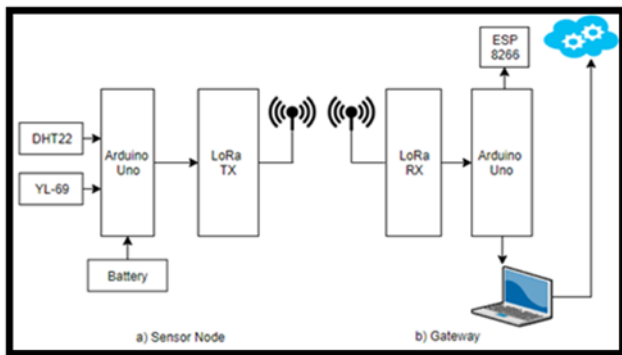 DHT22
YL-69
Arduino
Uno
Battery
LoRa
TX
LoRa
RX
Arduino
Uno
ESP
8266
a) Sensor Node
b) Gateway